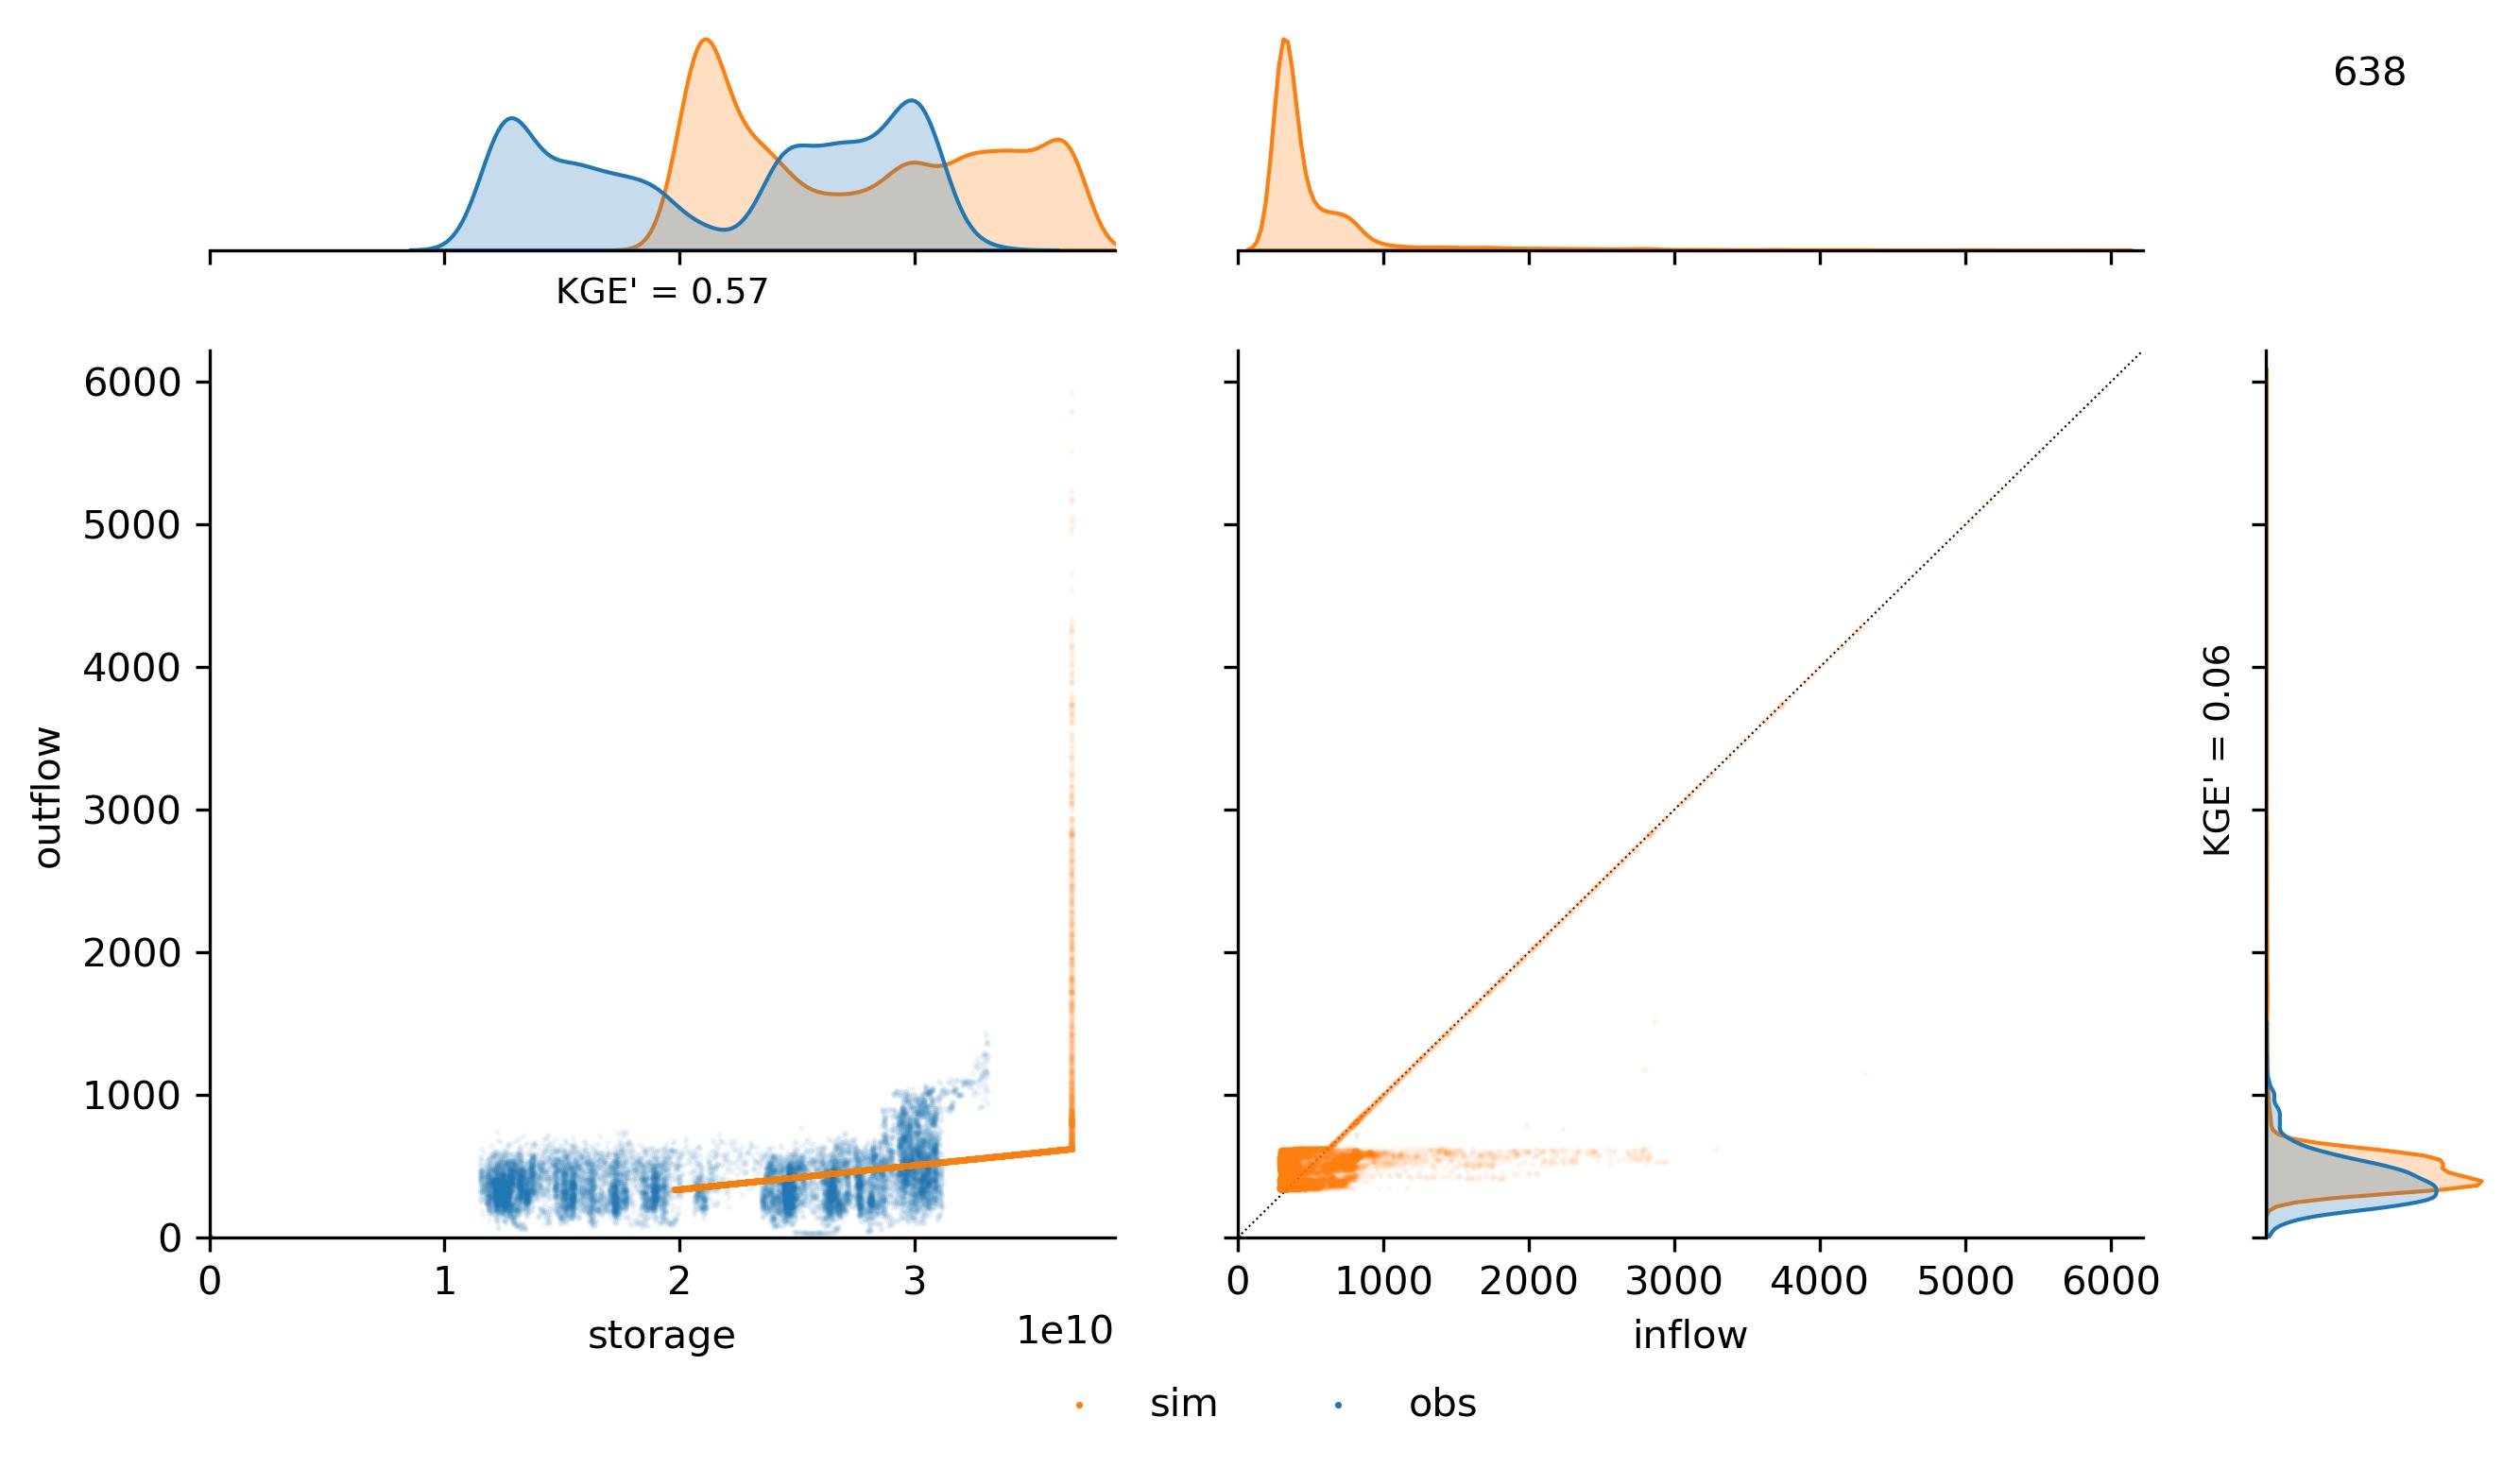 638
KGE' = 0.57
6000
5000
4000
3000
2000
1000
0
outflow
0 1 2 3
storage
1e10
KGE' = 0.06
0 1000 2000 3000 4000 5000 6000
inflow
sim obs